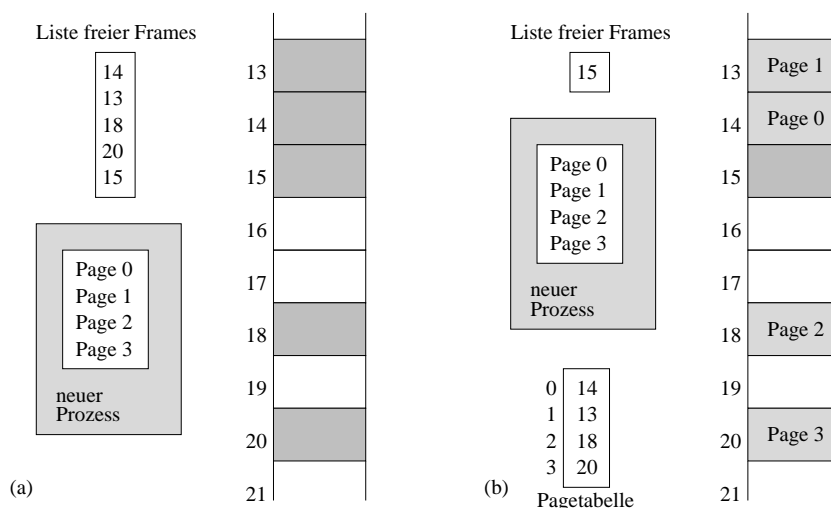 Liste freier Frames
14
13
18
20
15
Page 0
Page 1
Page 2
Page 3
neuer
Prozess
(a)
13
14
15
16
17
18
19
20
21
Liste freier Frames
15
Page 0
Page 1
Page 2
Page 3
neuer
Prozess
0 14
1 13
2 18
3 20
Pagetabelle
(b)
13 Page 1
14 Page 0
15
16
17
18 Page 2
19
20 Page 3
21